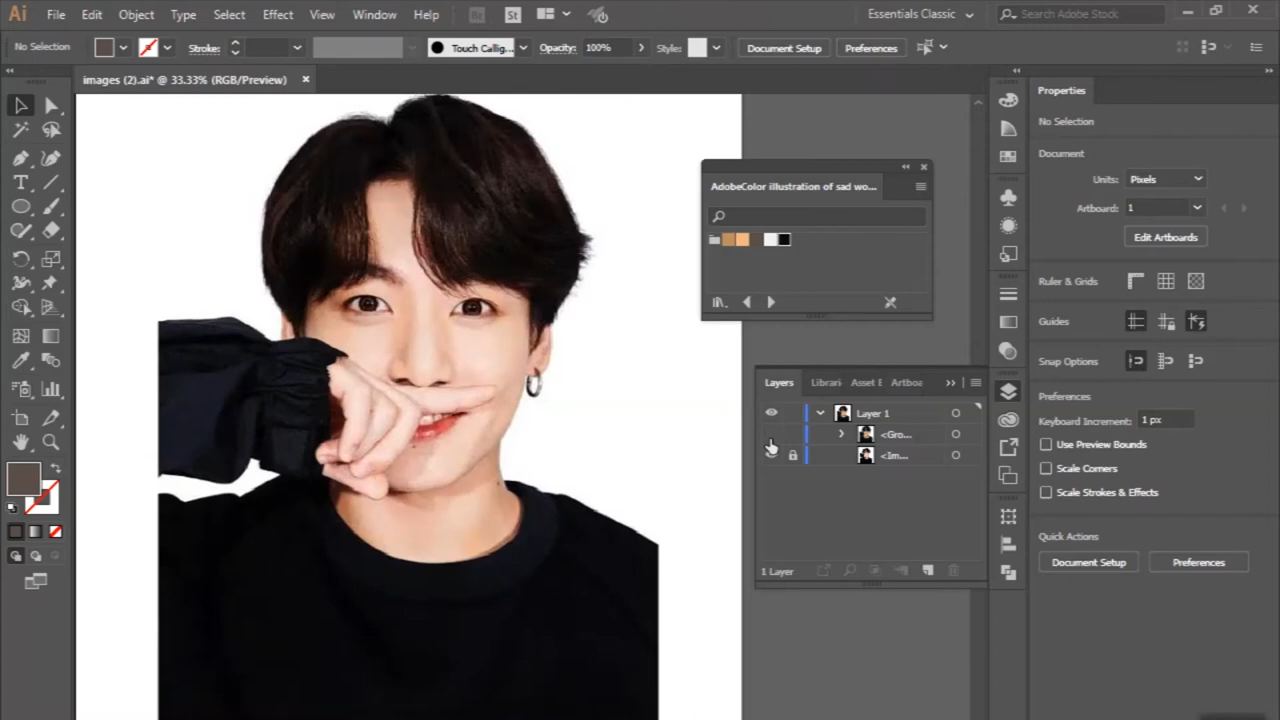 Ai File Edit Object Type Select Effect View Window Help Br St Essentials Classic Search Adobe Stock
No Selection Stroke: Touch Callig... Opacity: 100% Style: Document Setup Preferences
images (2).ai* @ 33.33% (RGB/Preview)
Properties
No Selection
Document
Units: Pixels
Artboard: 1
Edit Artboards
Ruler & Grids
Guides
Snap Options
Preferences
Keyboard Increment: 1 px
Use Preview Bounds
Scale Corners
Scale Strokes & Effects
Quick Actions
Document Setup Preferences
AdobeColor illustration of sad wo...
Layers Librari Asset E Artboa
Layer 1
<Gro...
<Im...
1 Layer